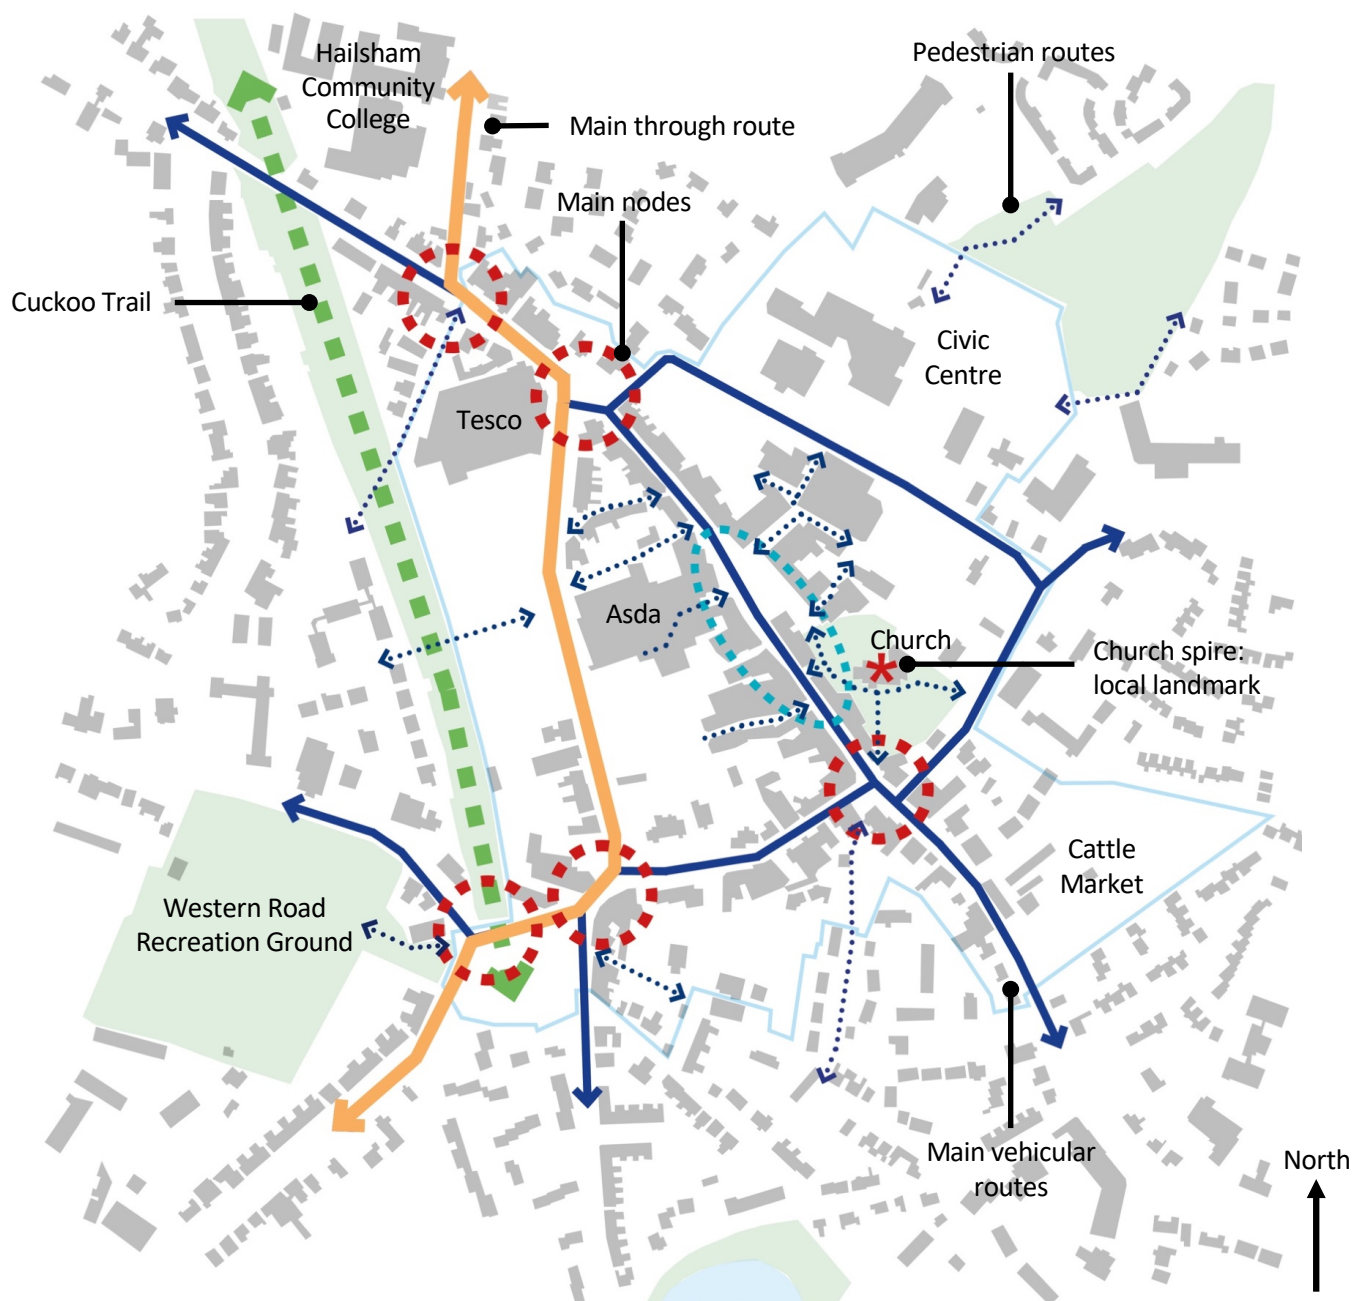 Hailsham
Community
College
Pedestrian routes
Main through route
Main nodes
Cuckoo Trail
Civic
Centre
Tesco
Asda
Church
Church spire:
local landmark
Cattle
Market
Western Road
Recreation Ground
Main vehicular
routes
North